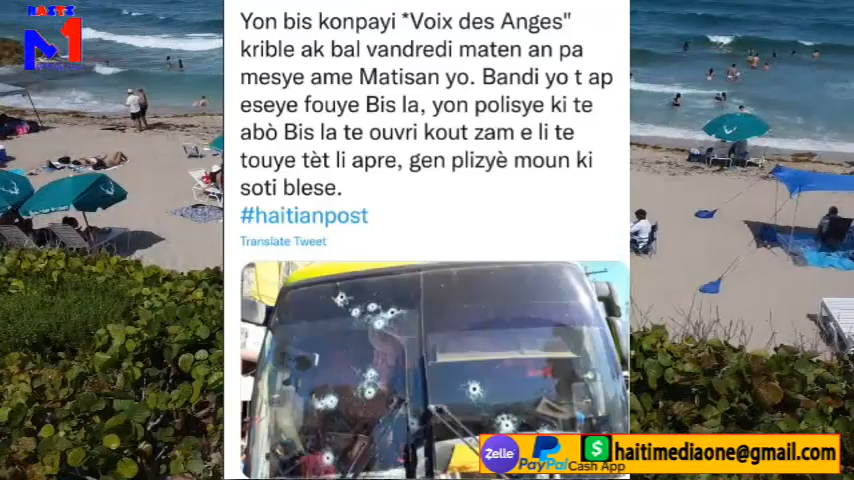 HAITI
M1
Yon bis konpayi *Voix des Anges"
krible ak bal vandredi maten an pa
mesye ame Matisan yo. Bandi yo t ap
eseye fouye Bis la, yon polisye ki te
abò Bis la te ouvri kout zam e li te
touye tèt li apre, gen plizyè moun ki
soti blese.
#haitianpost
Translate Tweet
Zelle
PayPal
$
Cash App
haitimediaone@gmail.com